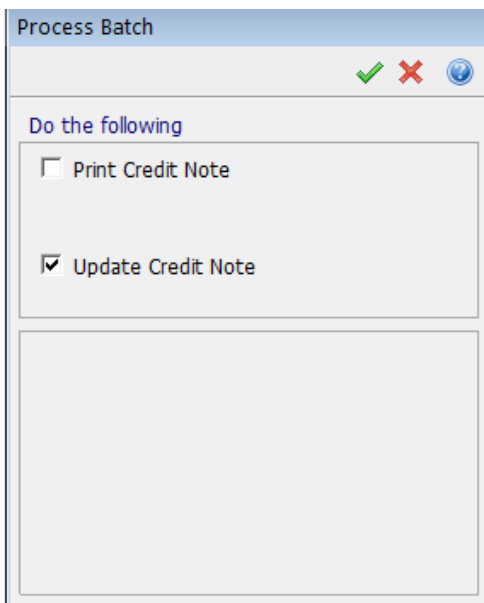 Process Batch
Do the following
Print Credit Note
Update Credit Note